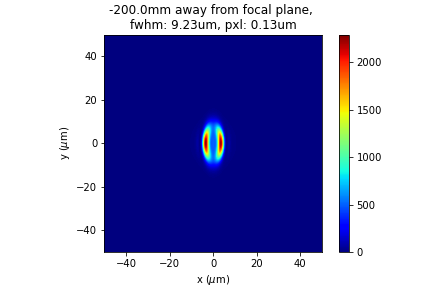 -200.0mm away from focal plane,
fwhm: 9.23um, pxl: 0.13um
40
20
0
−20
−40
y (μm)
−40 −20 0 20 40
x (μm)
2000
1500
1000
500
0